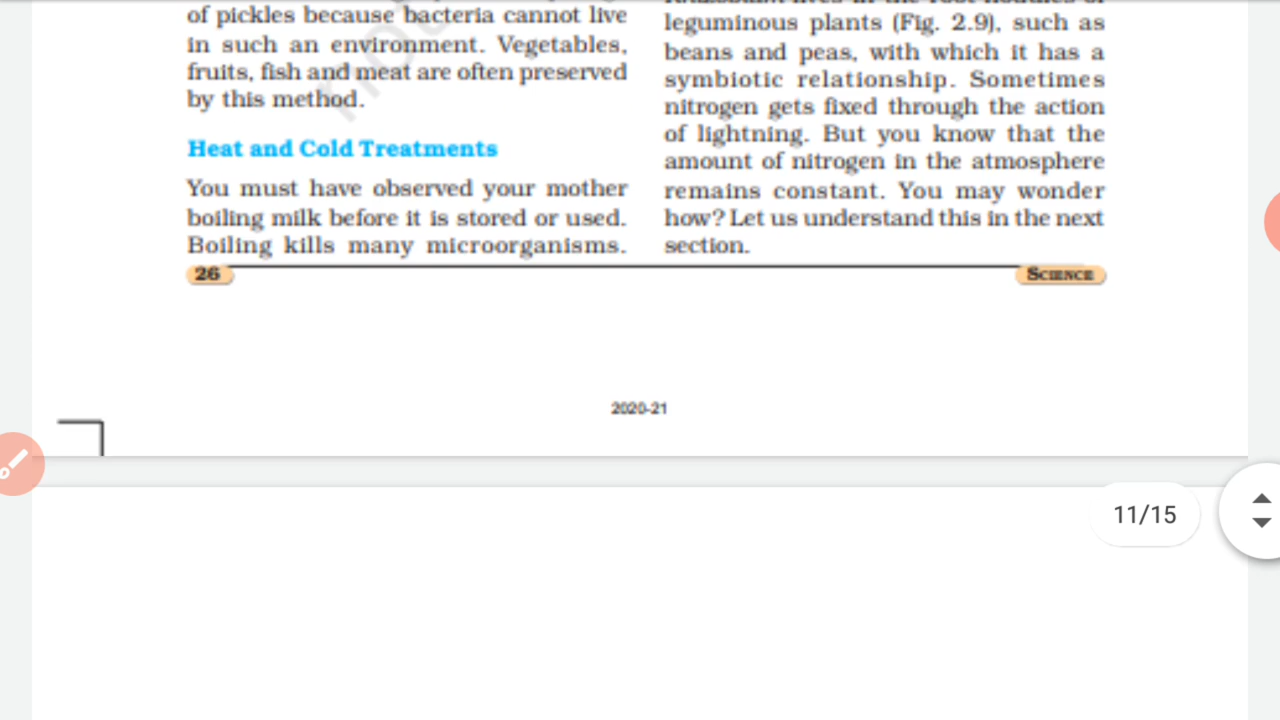 of pickles because bacteria cannot live
in such an environment. Vegetables,
fruits, fish and meat are often preserved
by this method.
Heat and Cold Treatments
You must have observed your mother
boiling milk before it is stored or used.
Boiling kills many microorganisms.
leguminous plants (Fig. 2.9), such as
beans and peas, with which it has a
symbiotic relationship. Sometimes
nitrogen gets fixed through the action
of lightning. But you know that the
amount of nitrogen in the atmosphere
remains constant. You may wonder
how? Let us understand this in the next
section.
26
SCIENCE
2020-21
11/15